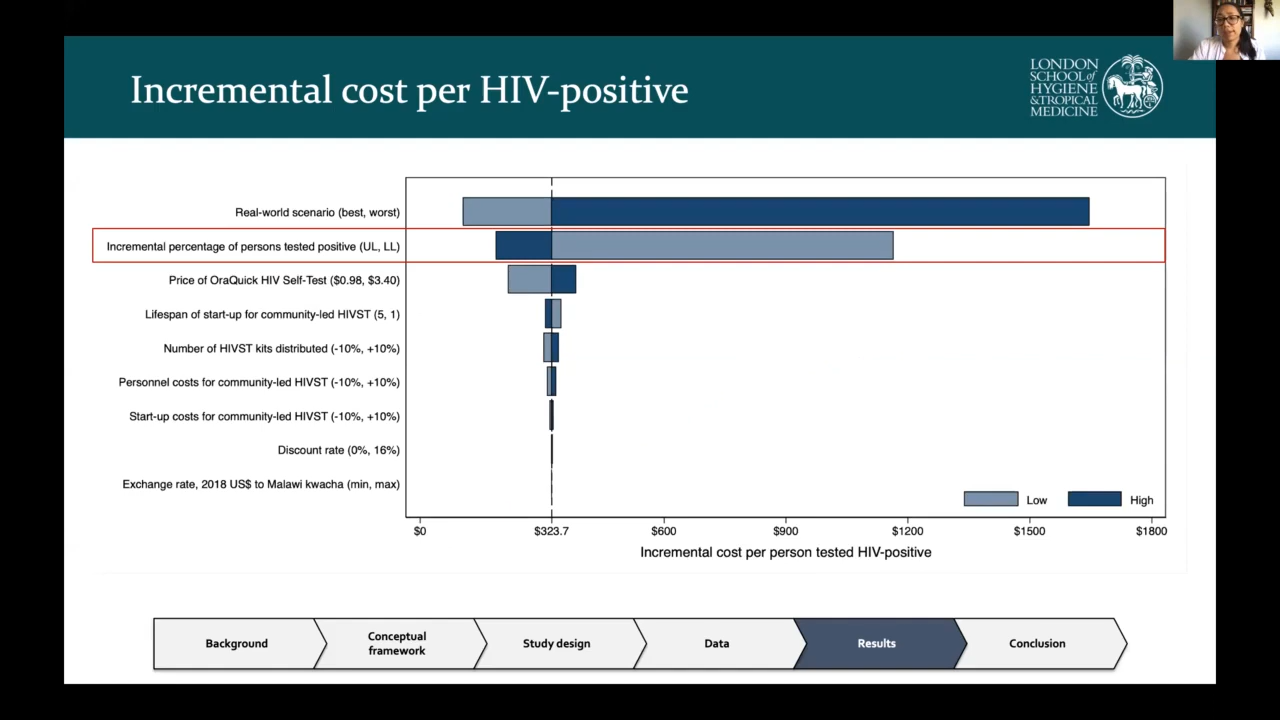 Incremental cost per HIV-positive
LONDON
SCHOOL of
HYGIENE
& TROPICAL
MEDICINE
Real-world scenario (best, worst)
Incremental percentage of persons tested positive (UL, LL)
Price of OraQuick HIV Self-Test ($0.98, $3.40)
Lifespan of start-up for community-led HIVST (5, 1)
Number of HIVST kits distributed (-10%, +10%)
Personnel costs for community-led HIVST (-10%, +10%)
Start-up costs for community-led HIVST (-10%, +10%)
Discount rate (0%, 16%)
Exchange rate, 2018 US$ to Malawi kwacha (min, max)
Low
High
$0
$323.7
$600
$900
$1200
$1500
$1800
Incremental cost per person tested HIV-positive
Background
Conceptual
framework
Study design
Data
Results
Conclusion